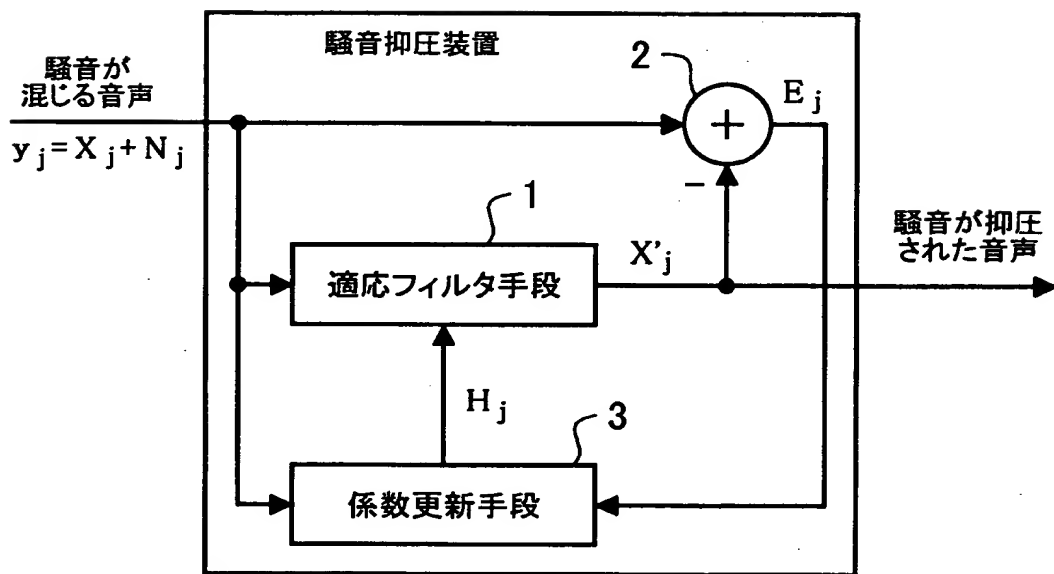 騒音抑圧装置
騒音が
混じる音声
y j = X j + N j
2
E j
+
-
1
適応フィルタ手段
X' j
騒音が抑圧
された音声
H j
3
係数更新手段